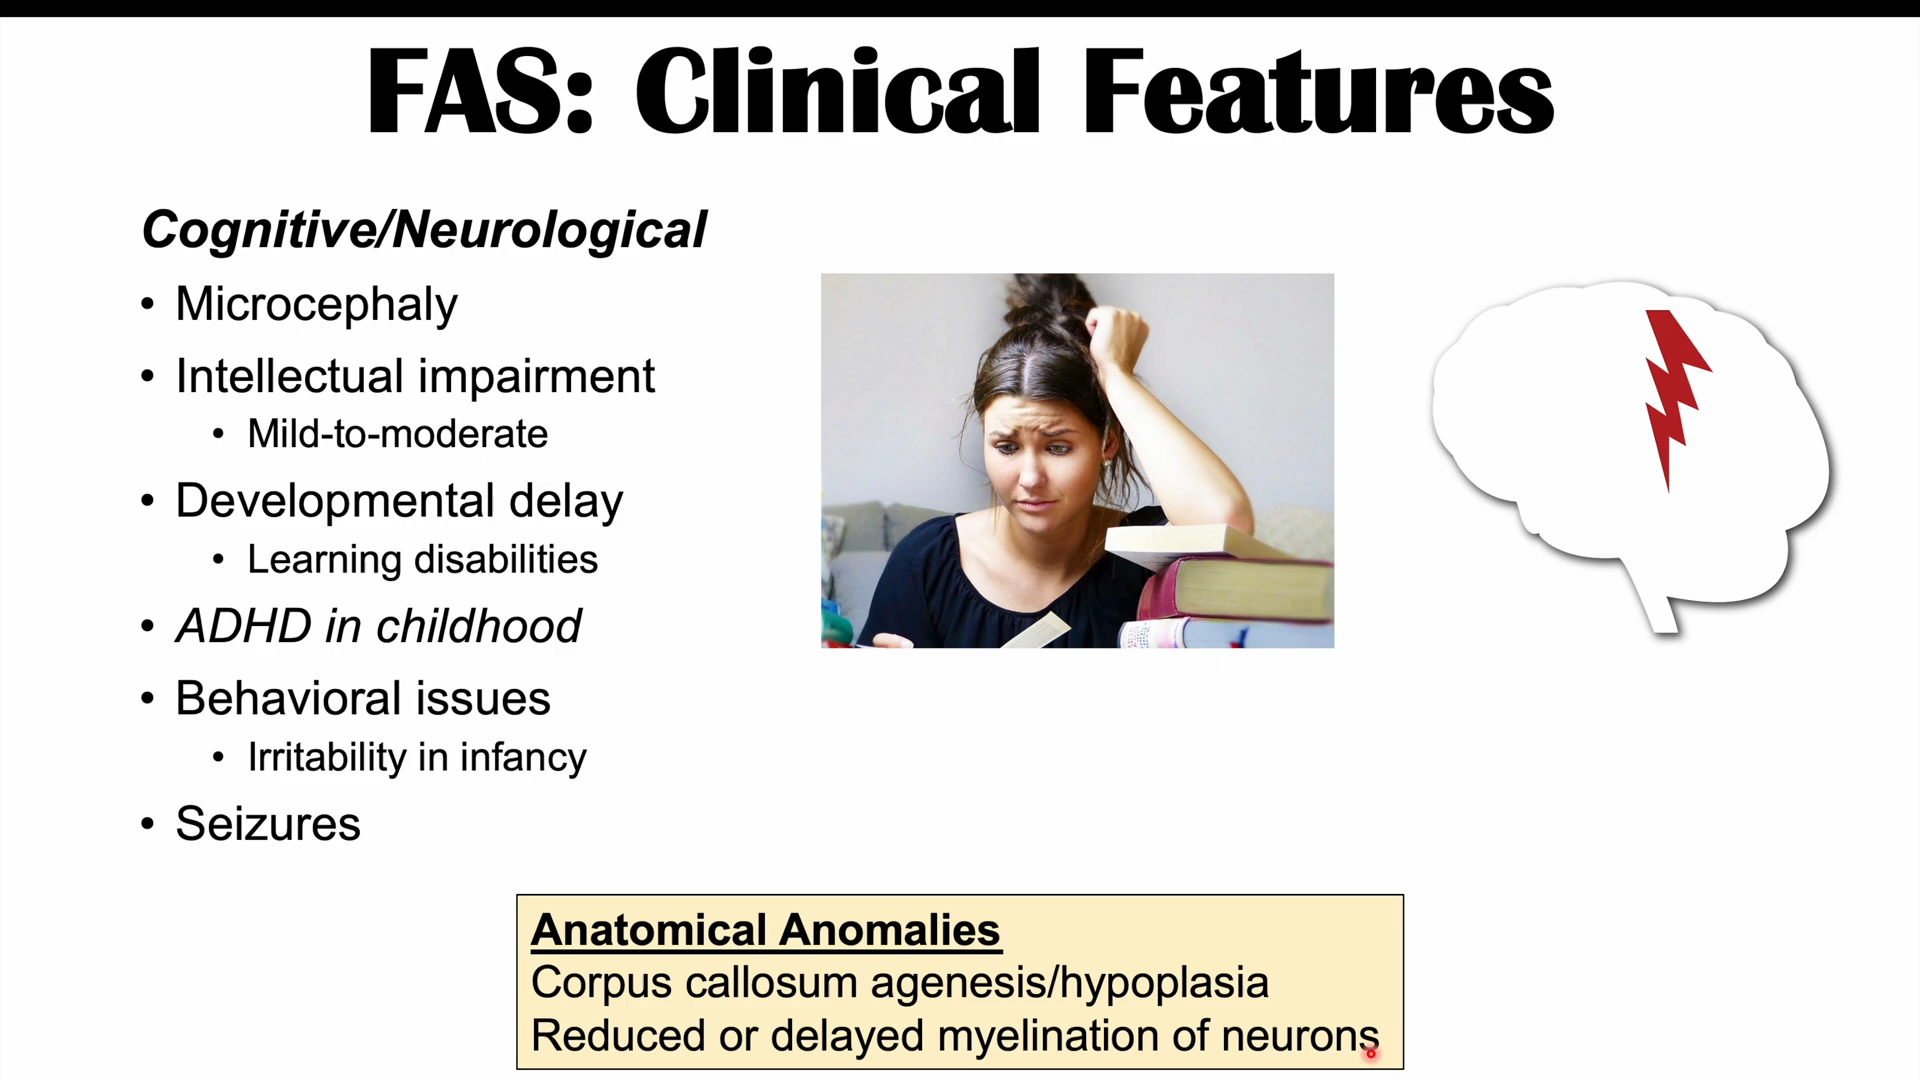 FAS: Clinical Features
Cognitive/Neurological
• Microcephaly
• Intellectual impairment
• Mild-to-moderate
• Developmental delay
• Learning disabilities
• ADHD in childhood
• Behavioral issues
• Irritability in infancy
• Seizures
Anatomical Anomalies
Corpus callosum agenesis/hypoplasia
Reduced or delayed myelination of neurons